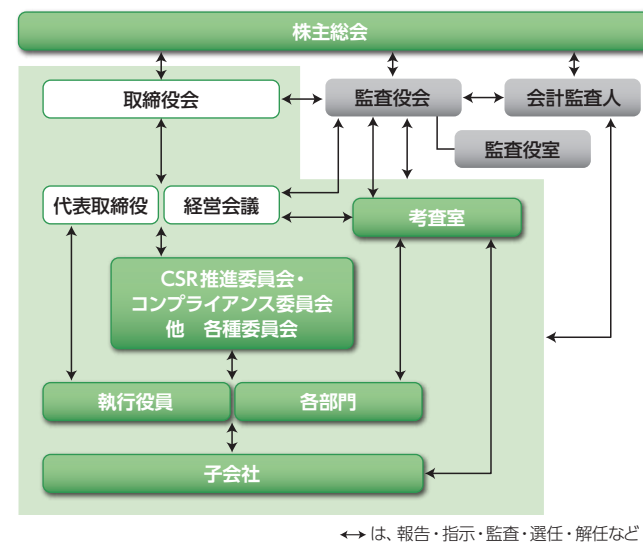 株主総会
取締役会
監査役会
会計監査人
監査役室
代表取締役
経営会議
考査室
CSR推進委員会・
コンプライアンス委員会
他　各種委員会
執行役員
各部門
子会社
↔は、報告・指示・監査・選任・解任など